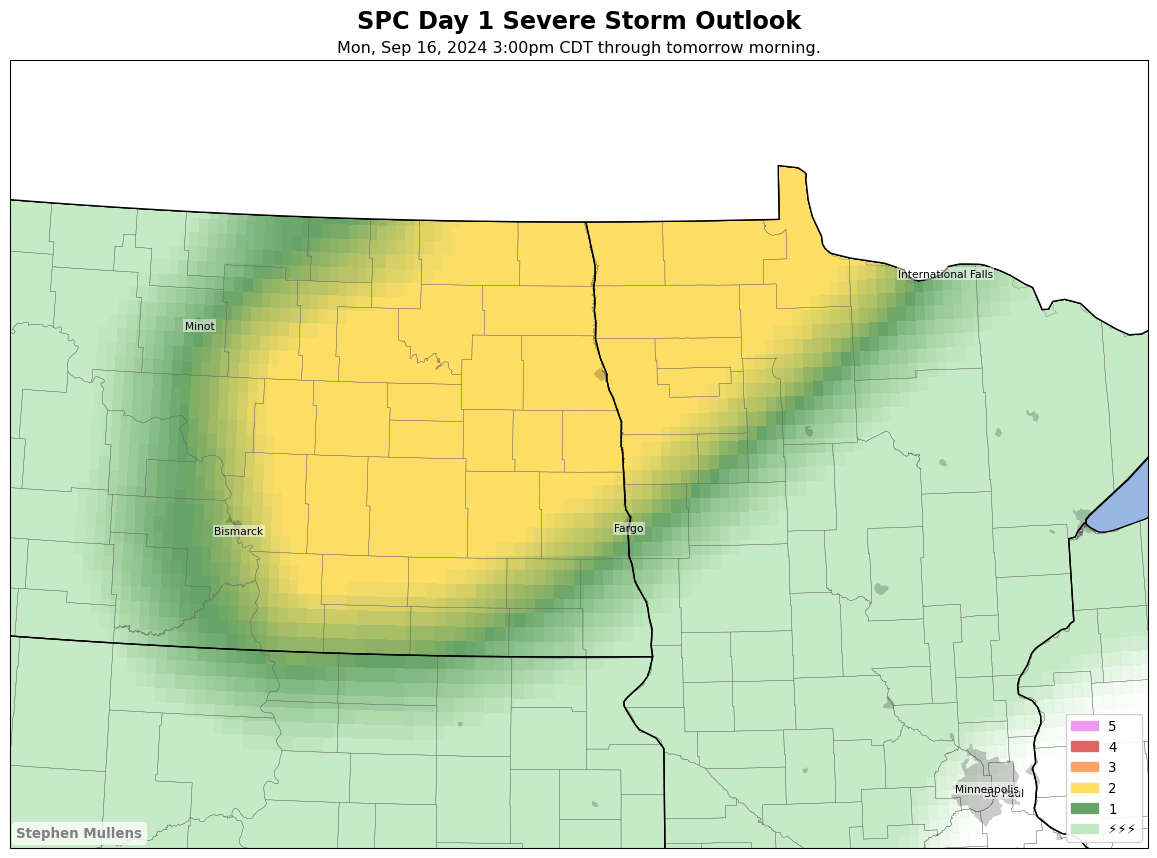 SPC Day 1 Severe Storm Outlook
Mon, Sep 16, 2024 3:00pm CDT through tomorrow morning.
International Falls
Minot
Bismarck
Fargo
Minneapolis
St. Paul
5
4
3
2
1
⚡⚡⚡
Stephen Mullens